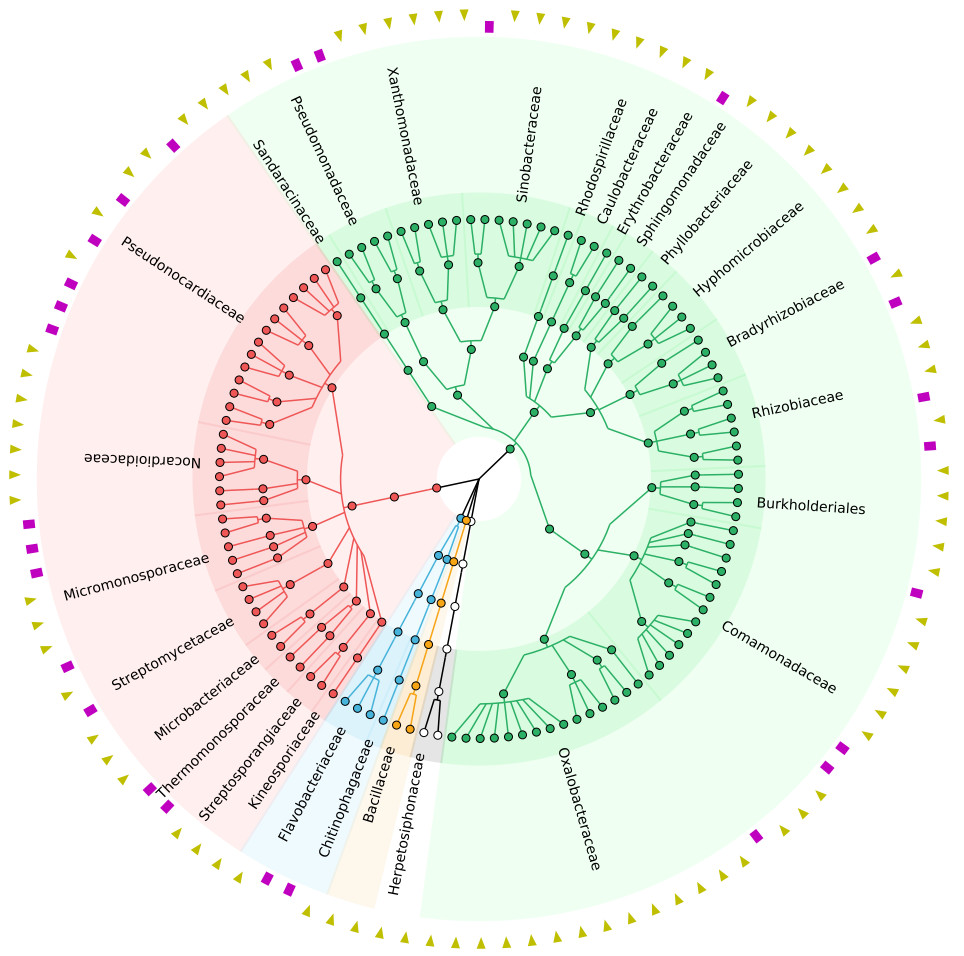 Sandaracinaceae
Pseudomonadaceae
Xanthomonadaceae
Sinobacteraceae
Rhodospirillaceae
Caulobacteraceae
Erythrobacteraceae
Sphingomonadaceae
Phyllobacteriaceae
Hyphomicrobiaceae
Bradyrhizobiaceae
Rhizobiaceae
Burkholderiales
Comamonadaceae
Oxalobacteraceae
Herpetosiphonaceae
Bacillaceae
Chitinophagaceae
Flavobacteriaceae
Kineosporiaceae
Streptosporangiaceae
Thermomonosporaceae
Microbacteriaceae
Streptomycetaceae
Micromonosporaceae
Nocardioidaceae
Pseudonocardiaceae